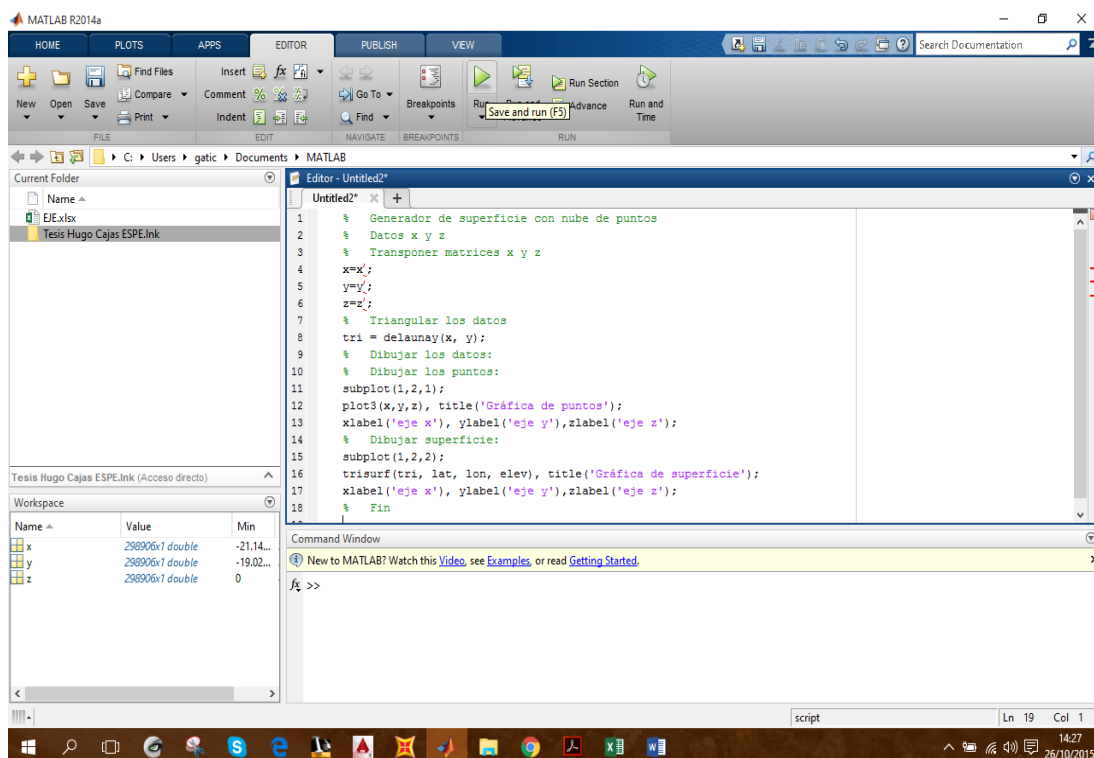 MATLAB R2014a
HOME PLOTS APPS EDITOR PUBLISH VIEW
Search Documentation
New Open Save
Find Files
Compare
Print
Insert fx
Comment %
Indent
Go To
Find
Breakpoints
Run
Run Section
Advance
Run and Time
Save and run (F5)
FILE EDIT NAVIGATE BREAKPOINTS RUN
C: Users gatic Documents MATLAB
Current Folder
Name
EJE.xlsx
Tesis Hugo Cajas ESPE.lnk
Tesis Hugo Cajas ESPE.lnk (Acceso directo)
Workspace
Name Value Min
x 298906x1 double -21.14...
y 298906x1 double -19.02...
z 298906x1 double 0
Editor - Untitled2*
Untitled2* × +
1 % Generador de superficie con nube de puntos
2 % Datos x y z
3 % Transponer matrices x y z
4 x=x';
5 y=y';
6 z=z';
7 % Triangular los datos
8 tri = delaunay(x, y);
9 % Dibujar los datos:
10 % Dibujar los puntos:
11 subplot(1,2,1);
12 plot3(x,y,z), title('Gráfica de puntos');
13 xlabel('eje x'), ylabel('eje y'),zlabel('eje z');
14 % Dibujar superficie:
15 subplot(1,2,2);
16 trisurf(tri, lat, lon, elev), title('Gráfica de superficie');
17 xlabel('eje x'), ylabel('eje y'),zlabel('eje z');
18 % Fin
Command Window
New to MATLAB? Watch this Video, see Examples, or read Getting Started.
fx >>
script Ln 19 Col 1
14:27
26/10/2015